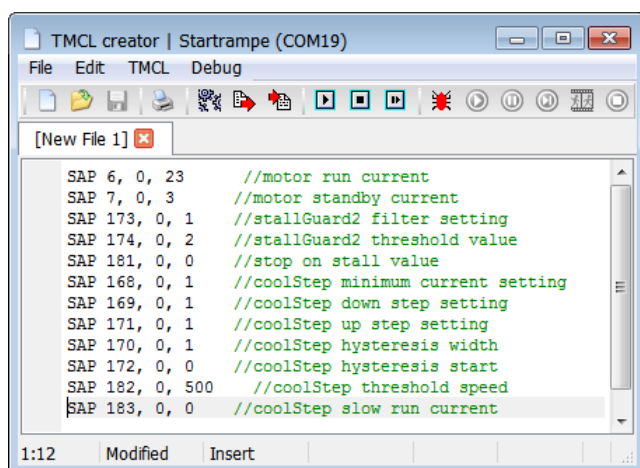 TMCL creator | Startrampe (COM19)
File Edit TMCL Debug
[New File 1]
SAP 6, 0, 23 //motor run current
SAP 7, 0, 3 //motor standby current
SAP 173, 0, 1 //stallGuard2 filter setting
SAP 174, 0, 2 //stallGuard2 threshold value
SAP 181, 0, 0 //stop on stall value
SAP 168, 0, 1 //coolStep minimum current setting
SAP 169, 0, 1 //coolStep down step setting
SAP 171, 0, 1 //coolStep up step setting
SAP 170, 0, 1 //coolStep hysteresis width
SAP 172, 0, 0 //coolStep hysteresis start
SAP 182, 0, 500 //coolStep threshold speed
SAP 183, 0, 0 //coolStep slow run current
1:12 Modified Insert